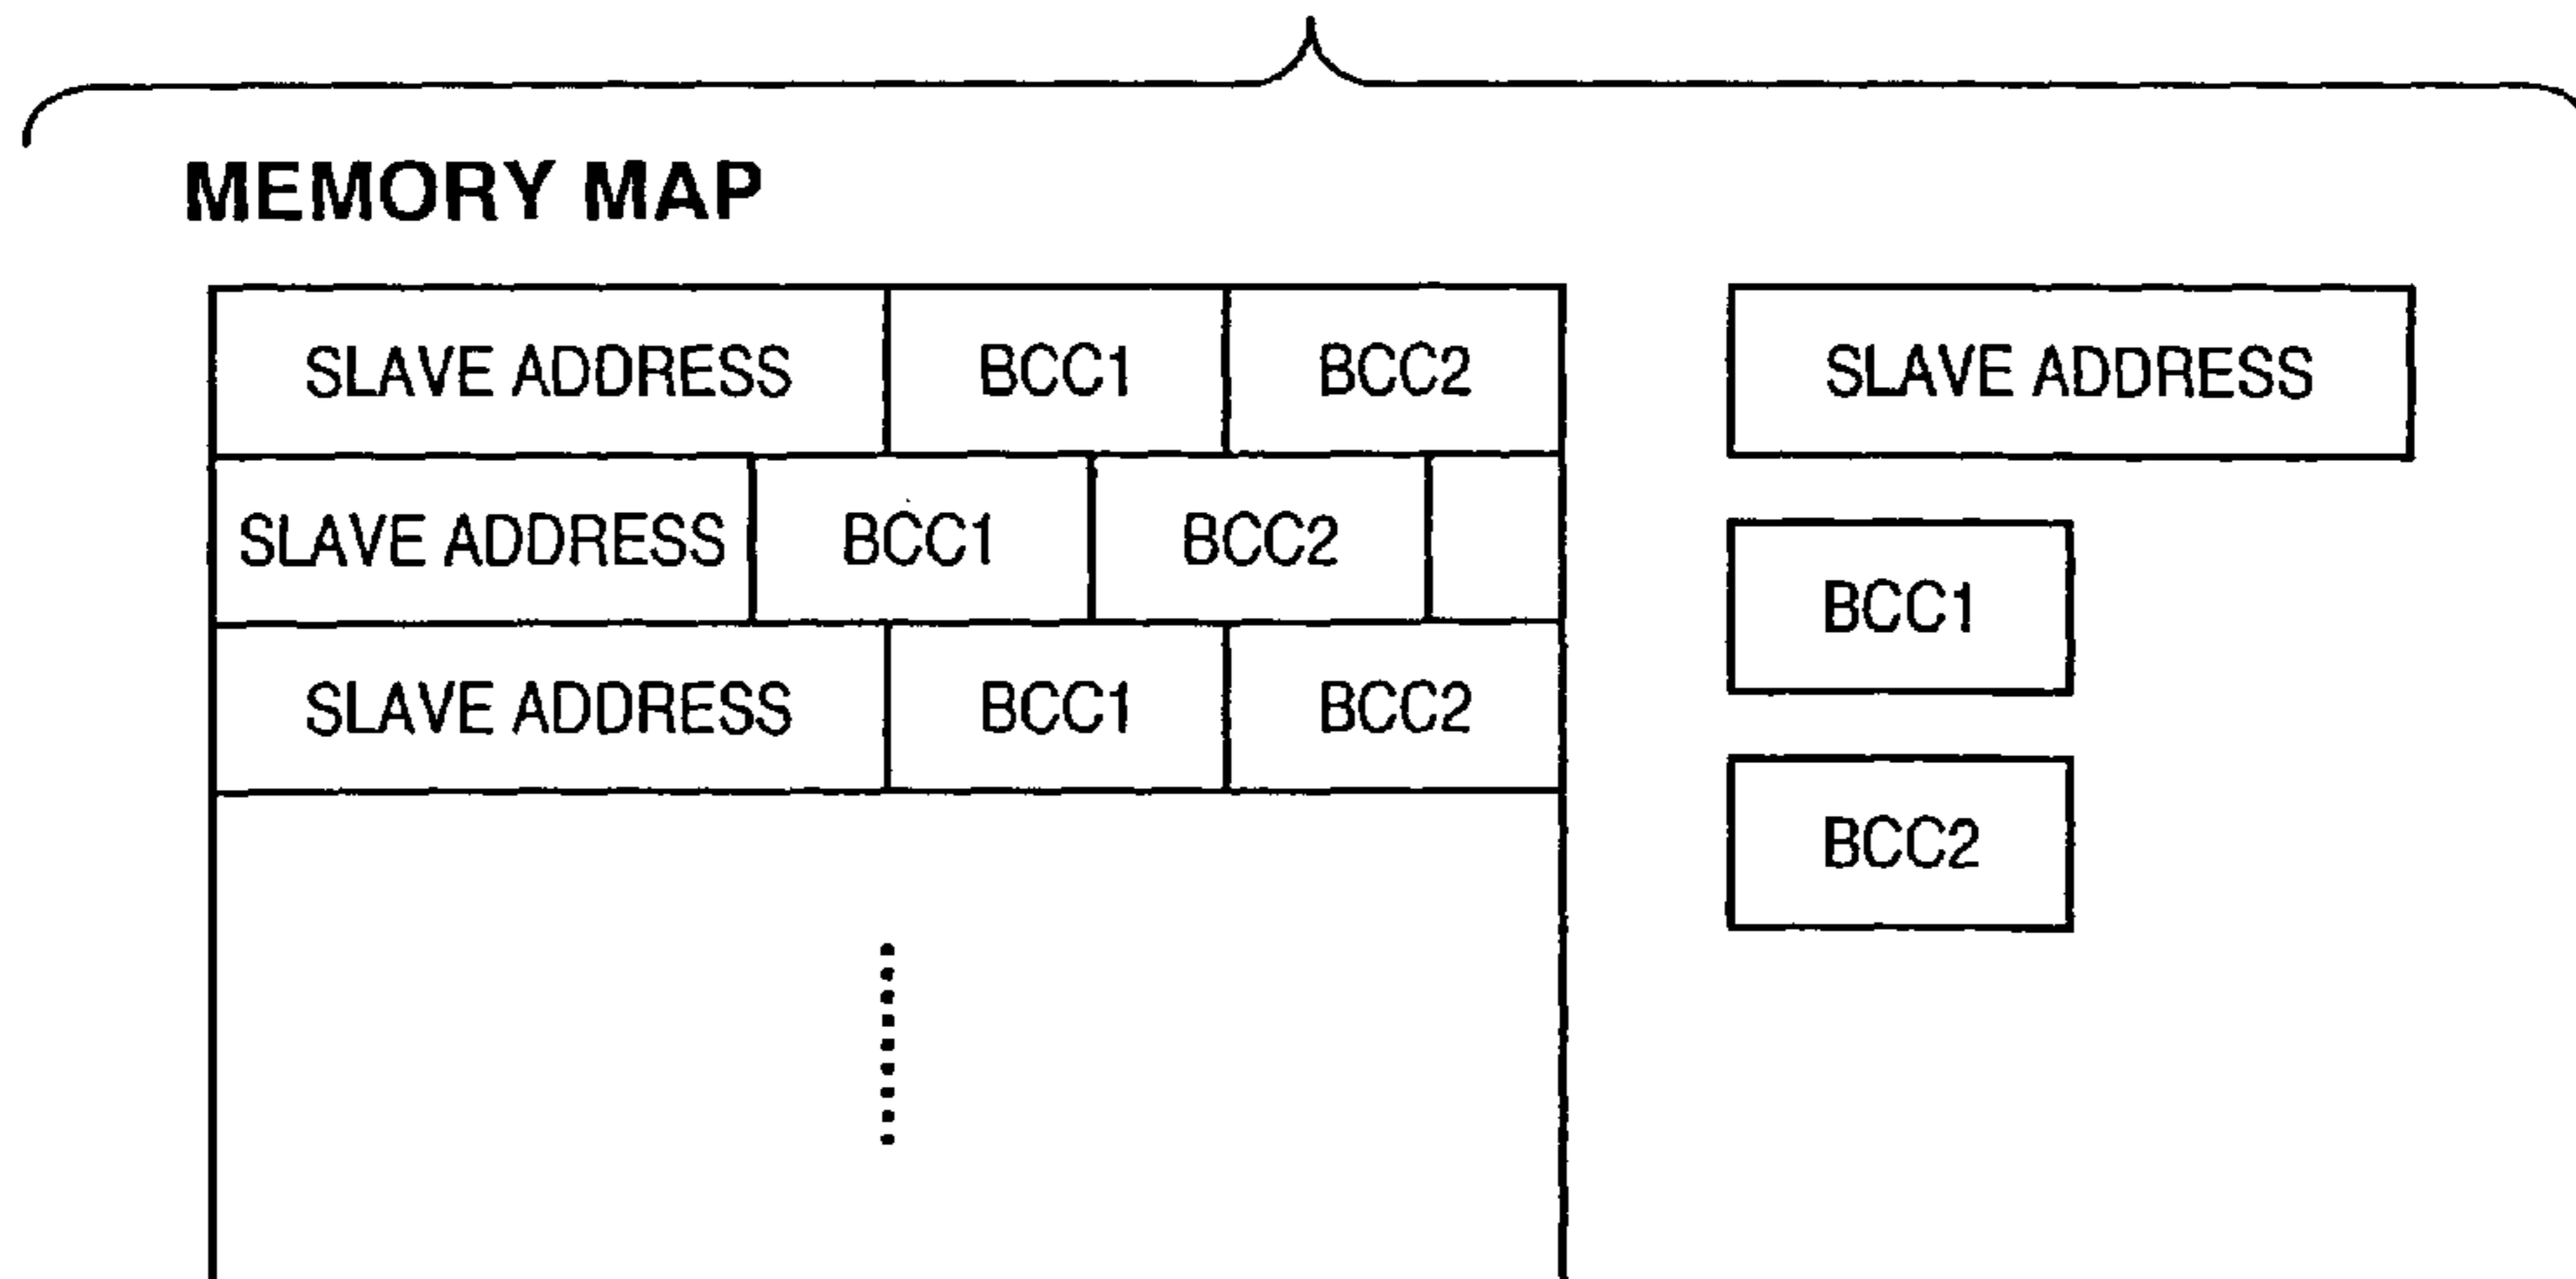 MEMORY MAP
SLAVE ADDRESS BCC1 BCC2
SLAVE ADDRESS BCC1 BCC2
SLAVE ADDRESS BCC1 BCC2
SLAVE ADDRESS
BCC1
BCC2